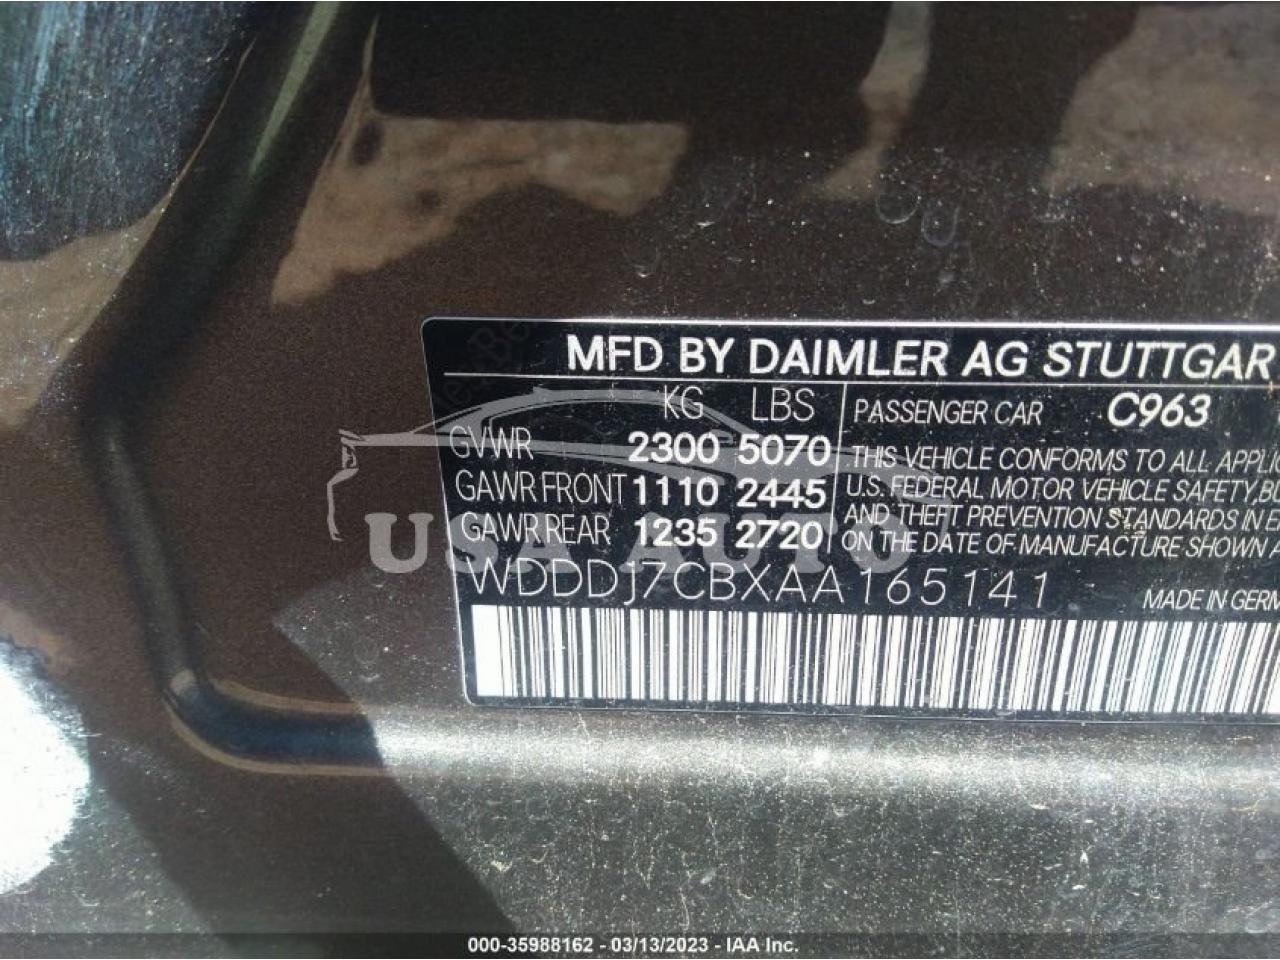 MFD BY DAIMLER AG STUTTGAR
KG LBS
GVWR 2300 5070
GAWR FRONT 1110 2445
GAWR REAR 1235 2720
PASSENGER CAR C963
THIS VEHICLE CONFORMS TO ALL APPLIC
U.S. FEDERAL MOTOR VEHICLE SAFETY, BU
AND THEFT PREVENTION STANDARDS IN E
ON THE DATE OF MANUFACTURE SHOWN A
WDDDJ7CBXAA165141
MADE IN GERM
USA AUTO
000-35988162 - 03/13/2023 - IAA Inc.